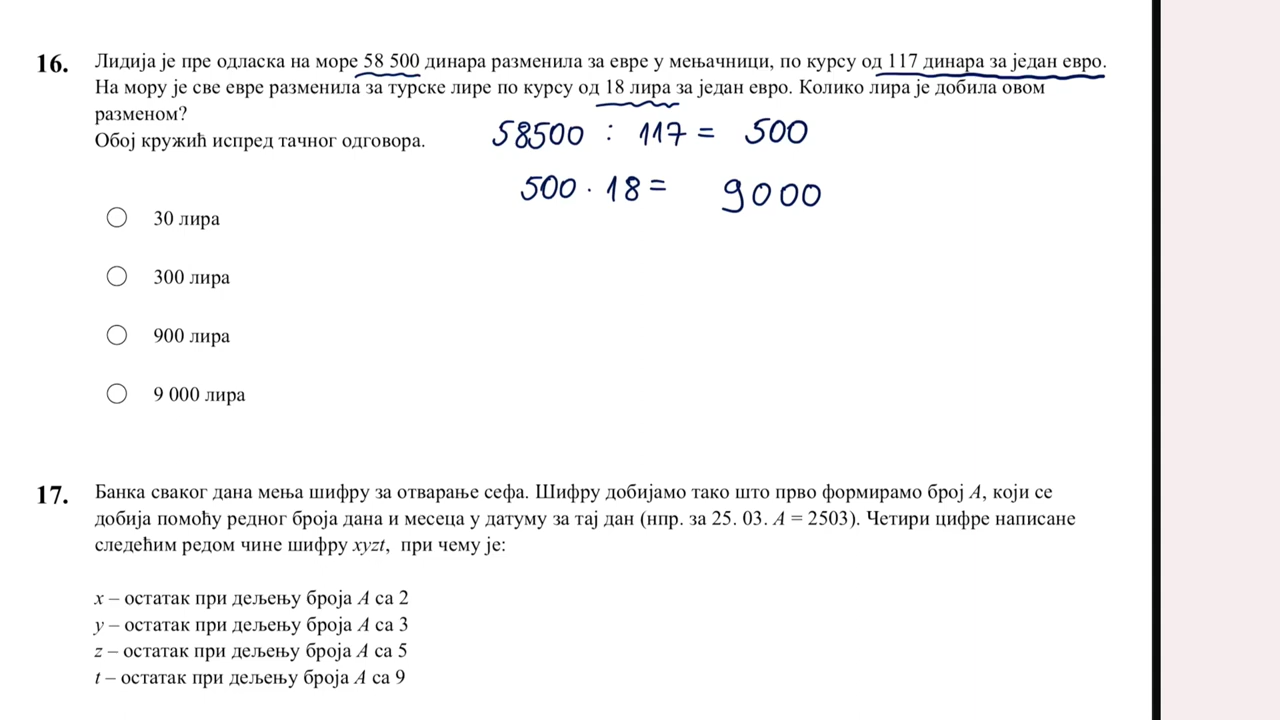 16. Лидија је пре одласка на море 58 500 динара разменила за евре у мењачници, по курсу од 117 динара за један евро.
На мору је све евре разменила за турске лире по курсу од 18 лира за један евро. Колико лира је добила овом
разменом?
Обој кружић испред тачног одговора.
58500 : 117 = 500
500 · 18 = 9000
30 лира
300 лира
900 лира
9 000 лира
17. Банка сваког дана мења шифру за отварање сефа. Шифру добијамо тако што прво формирамо број A, који се
добија помоћу редног броја дана и месеца у датуму за тај дан (нпр. за 25. 03. A = 2503). Четири цифре написане
следећим редом чине шифру xyzt, при чему је:
x – остатак при дељењу броја A са 2
y – остатак при дељењу броја A са 3
z – остатак при дељењу броја A са 5
t – остатак при дељењу броја A са 9